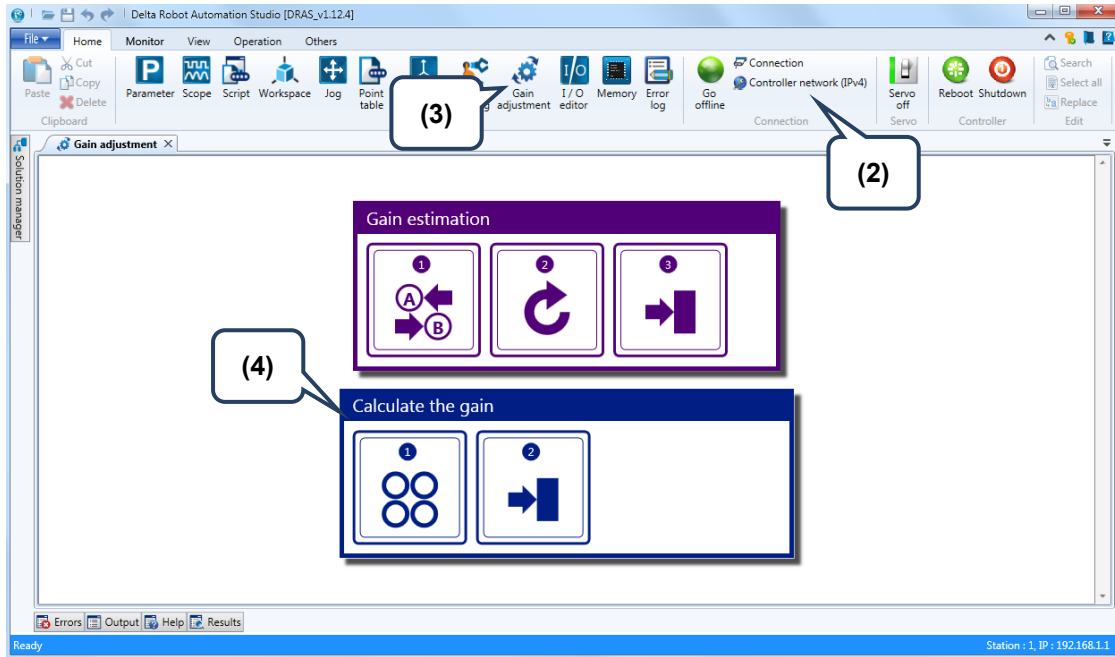 Delta Robot Automation Studio [DRAS_v1.12.4]
File Home Monitor View Operation Others
Paste
Cut
Copy
Delete
Clipboard
Parameter
Scope
Script
Workspace
Jog
Point table
Gain adjustment
I / O editor
Memory
Error log
Go offline
Connection
Controller network (IPv4)
Connection
Servo off
Servo
Reboot
Shutdown
Controller
Search
Select all
Replace
Edit
(3)
(2)
Solution manager
Gain adjustment
Gain estimation
1 2 3
A
B
(4)
Calculate the gain
1 2
Errors Output Help Results
Ready
Station : 1, IP : 192.168.1.1